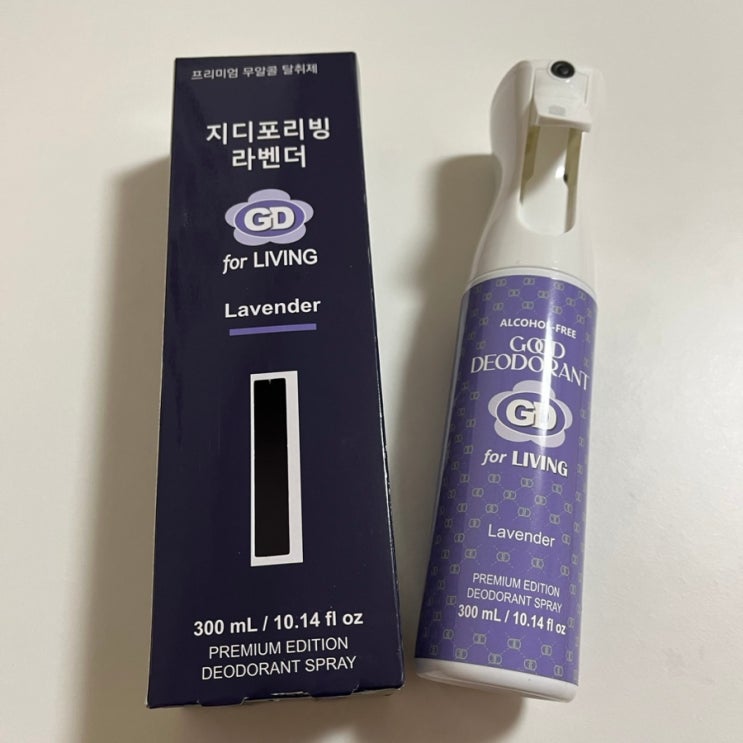 프리미엄 무알콜 탈취제
지디포리빙
라벤더
GD
for LIVING
Lavender
300 mL / 10.14 fl oz
PREMIUM EDITION
DEODORANT SPRAY
ALCOHOL-FREE
GOOD
DEODORANT
GD
for LIVING
Lavender
PREMIUM EDITION
DEODORANT SPRAY
300 mL / 10.14 fl oz